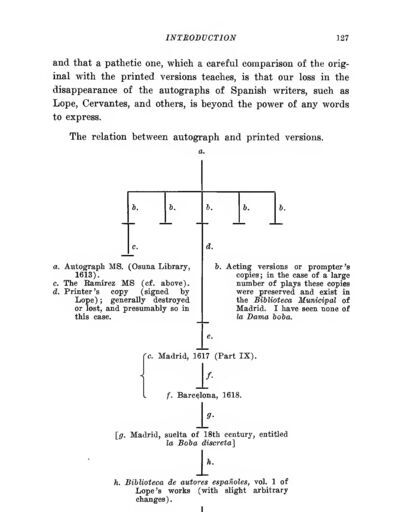 INTRODUCTION 127
and that a pathetic one, which a careful comparison of the orig-
inal with the printed versions teaches, is that our loss in the
disappearance of the autographs of Spanish writers, such as
Lope, Cervantes, and others, is beyond the power of any words
to express.
The relation between autograph and printed versions.
a.
b. b. b. b. b.
c. d.
a. Autograph MS. (Osuna Library,
1613).
c. The Ramirez MS (cf. above).
d. Printer's copy (signed by
Lope); generally destroyed
or lost, and presumably so in
this case.
b. Acting versions or prompter's
copies; in the case of a large
number of plays these copies
were preserved and exist in
the Biblioteca Municipal of
Madrid. I have seen none of
la Dama boba.
e.
c. Madrid, 1617 (Part IX).
f.
f. Barcelona, 1618.
g.
[g. Madrid, suelta of 18th century, entitled
la Boba discreta]
h.
h. Biblioteca de autores españoles, vol. 1 of
Lope's works (with slight arbitrary
changes).